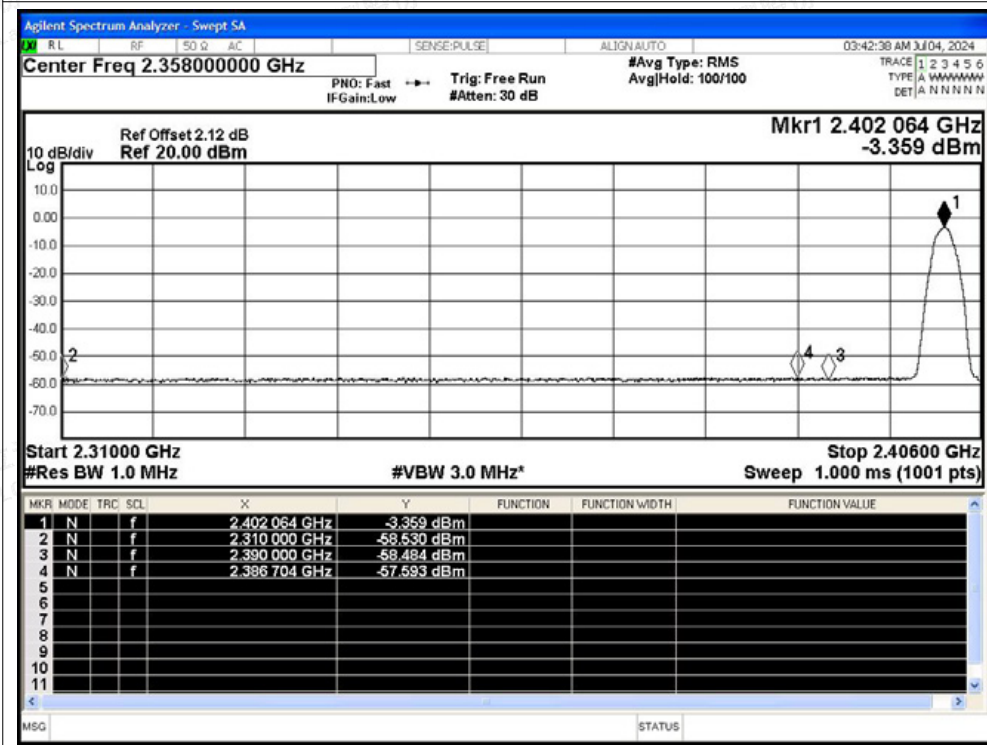 Agilent Spectrum Analyzer - Swept SA
LXI RL RF 50 Ω AC SENSE:PULSE ALIGN AUTO 03:42:38 AM Jul 04, 2024
Center Freq 2.358000000 GHz #Avg Type: RMS TRACE 1 2 3 4 5 6
PNO: Fast Trig: Free Run Avg|Hold: 100/100 TYPE A WWWWW
IFGain:Low #Atten: 30 dB DET A N N N N N
Mkr1 2.402 064 GHz
Ref Offset 2.12 dB
10 dB/div Ref 20.00 dBm -3.359 dBm
Log
10.0
1
0.00
-10.0
-20.0
-30.0
-40.0
-50.0 2 4 3
-60.0
-70.0
Start 2.31000 GHz Stop 2.40600 GHz
#Res BW 1.0 MHz #VBW 3.0 MHz* Sweep 1.000 ms (1001 pts)
MKR MODE TRC SCL X Y FUNCTION FUNCTION WIDTH FUNCTION VALUE
1 N f 2.402 064 GHz -3.359 dBm
2 N f 2.310 000 GHz -58.530 dBm
3 N f 2.390 000 GHz -58.484 dBm
4 N f 2.386 704 GHz -57.593 dBm
5
6
7
8
9
10
11
MSG STATUS